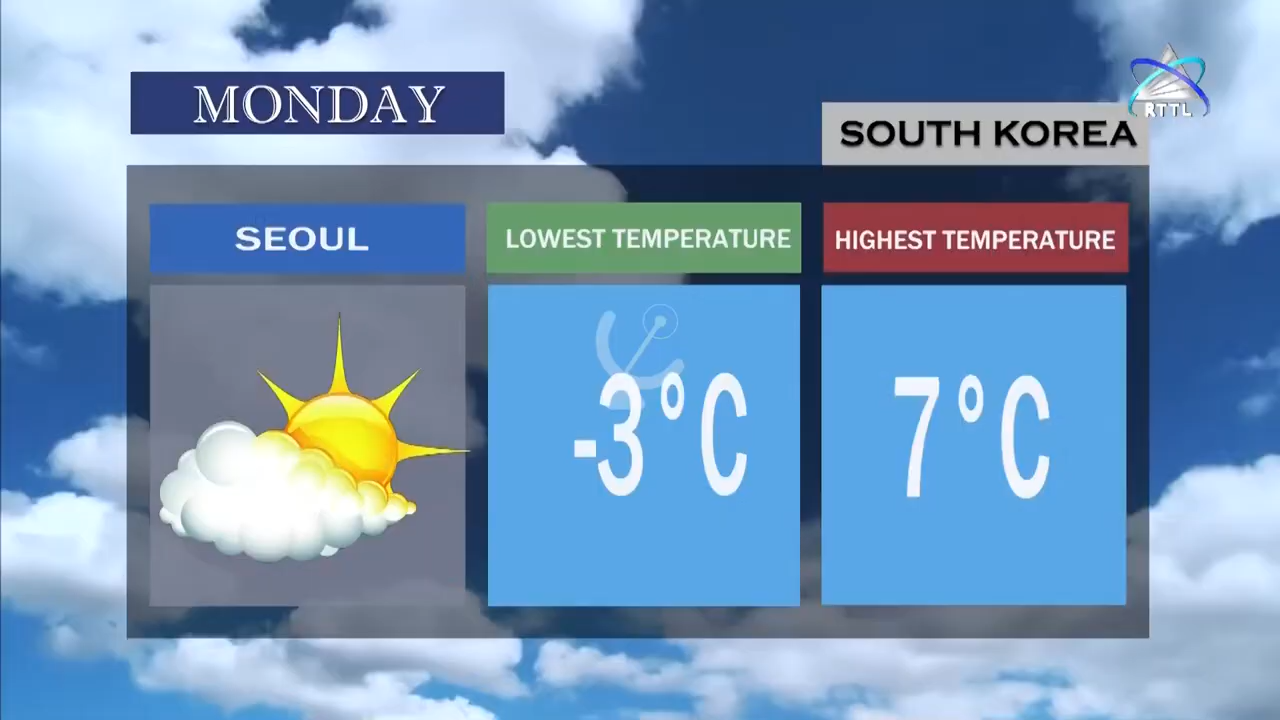 MONDAY
RTTL
SOUTH KOREA
SEOUL
LOWEST TEMPERATURE
HIGHEST TEMPERATURE
-3°C
7°C